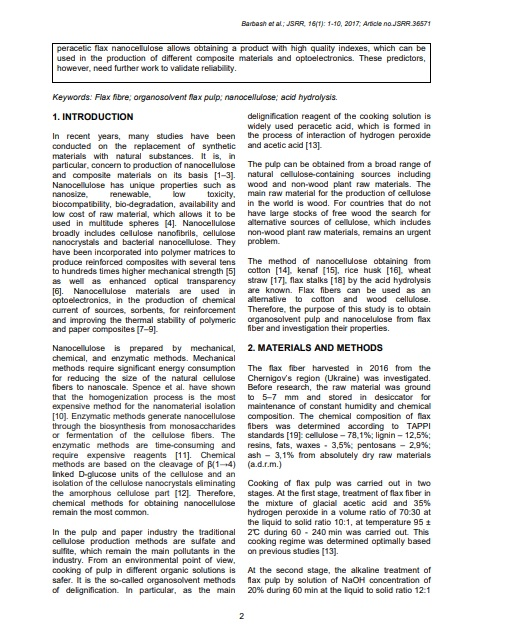 Barbash et al.; JSRR, 16(1): 1-10, 2017; Article no.JSRR.36571
peracetic flax nanocellulose allows obtaining a product with high quality indexes, which can be
used in the production of different composite materials and optoelectronics. These predictors,
however, need further work to validate reliability.
Keywords: Flax fibre; organosolvent flax pulp; nanocellulose; acid hydrolysis.
1. INTRODUCTION
In recent years, many studies have been
conducted on the replacement of synthetic
materials with natural substances. It is, in
particular, concern to production of nanocellulose
and composite materials on its basis [1–3].
Nanocellulose has unique properties such as
nanosize, renewable, low toxicity,
biocompatibility, bio-degradation, availability and
low cost of raw material, which allows it to be
used in multitude spheres [4]. Nanocellulose
broadly includes cellulose nanofibrils, cellulose
nanocrystals and bacterial nanocellulose. They
have been incorporated into polymer matrices to
produce reinforced composites with several tens
to hundreds times higher mechanical strength [5]
as well as enhanced optical transparency
[6]. Nanocellulose materials are used in
optoelectronics, in the production of chemical
current of sources, sorbents, for reinforcement
and improving the thermal stability of polymeric
and paper composites [7–9].
Nanocellulose is prepared by mechanical,
chemical, and enzymatic methods. Mechanical
methods require significant energy consumption
for reducing the size of the natural cellulose
fibers to nanoscale. Spence et al. have shown
that the homogenization process is the most
expensive method for the nanomaterial isolation
[10]. Enzymatic methods generate nanocellulose
through the biosynthesis from monosaccharides
or fermentation of the cellulose fibers. The
enzymatic methods are time-consuming and
require expensive reagents [11]. Chemical
methods are based on the cleavage of β(1→4)
linked D-glucose units of the cellulose and an
isolation of the cellulose nanocrystals eliminating
the amorphous cellulose part [12]. Therefore,
chemical methods for obtaining nanocellulose
remain the most common.
In the pulp and paper industry the traditional
cellulose production methods are sulfate and
sulfite, which remain the main pollutants in the
industry. From an environmental point of view,
cooking of pulp in different organic solutions is
safer. It is the so-called organosolvent methods
of delignification. In particular, as the main
delignification reagent of the cooking solution is
widely used peracetic acid, which is formed in
the process of interaction of hydrogen peroxide
and acetic acid [13].
The pulp can be obtained from a broad range of
natural cellulose-containing sources including
wood and non-wood plant raw materials. The
main raw material for the production of cellulose
in the world is wood. For countries that do not
have large stocks of free wood the search for
alternative sources of cellulose, which includes
non-wood plant raw materials, remains an urgent
problem.
The method of nanocellulose obtaining from
cotton [14], kenaf [15], rice husk [16], wheat
straw [17], flax stalks [18] by the acid hydrolysis
are known. Flax fibers can be used as an
alternative to cotton and wood cellulose.
Therefore, the purpose of this study is to obtain
organosolvent pulp and nanocelulose from flax
fiber and investigation their properties.
2. MATERIALS AND METHODS
The flax fiber harvested in 2016 from the
Chernigov's region (Ukraine) was investigated.
Before research, the raw material was ground
to 5–7 mm and stored in desiccator for
maintenance of constant humidity and chemical
composition. The chemical composition of flax
fibers was determined according to TAPPI
standards [19]: cellulose – 78,1%; lignin – 12,5%;
resins, fats, waxes - 3,5%; pentosans – 2,9%;
ash – 3,1% from absolutely dry raw materials
(a.d.r.m.)
Cooking of flax pulp was carried out in two
stages. At the first stage, treatment of flax fiber in
the mixture of glacial acetic and 35%
hydrogen peroxide in a volume ratio of 70:30 at
the liquid to solid ratio 10:1, at temperature 95 ±
2℃ during 60 - 240 min was carried out. This
cooking regime was determined optimally based
on previous studies [13].
At the second stage, the alkaline treatment of
flax pulp by solution of NaOH concentration of
20% during 60 min at the liquid to solid ratio 12:1
2